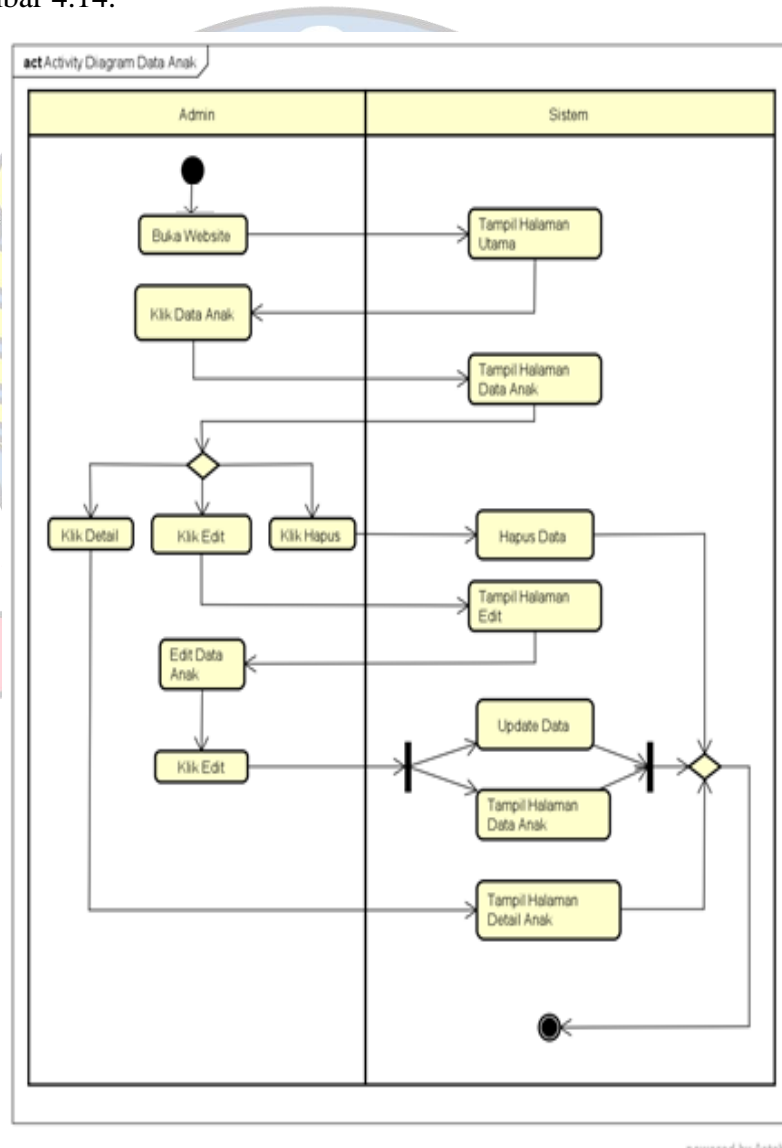 bar 4.14.
act Activity Diagram Data Anak
Admin
Sistem
Buka Website
Tampil Halaman
Utama
Klik Data Anak
Tampil Halaman
Data Anak
Klik Detail
Klik Edit
Klik Hapus
Hapus Data
Tampil Halaman
Edit
Edit Data
Anak
Update Data
Klik Edit
Tampil Halaman
Data Anak
Tampil Halaman
Detail Anak
powered by